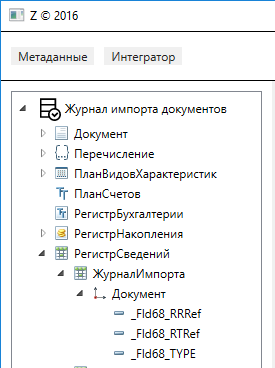 Z © 2016
Метаданные Интегратор
Журнал импорта документов
Документ
Перечисление
ПланВидовХарактеристик
ПланСчетов
РегистрБухгалтерии
РегистрНакопления
РегистрСведений
ЖурналИмпорта
Документ
_Fld68_RRRef
_Fld68_RTRef
_Fld68_TYPE